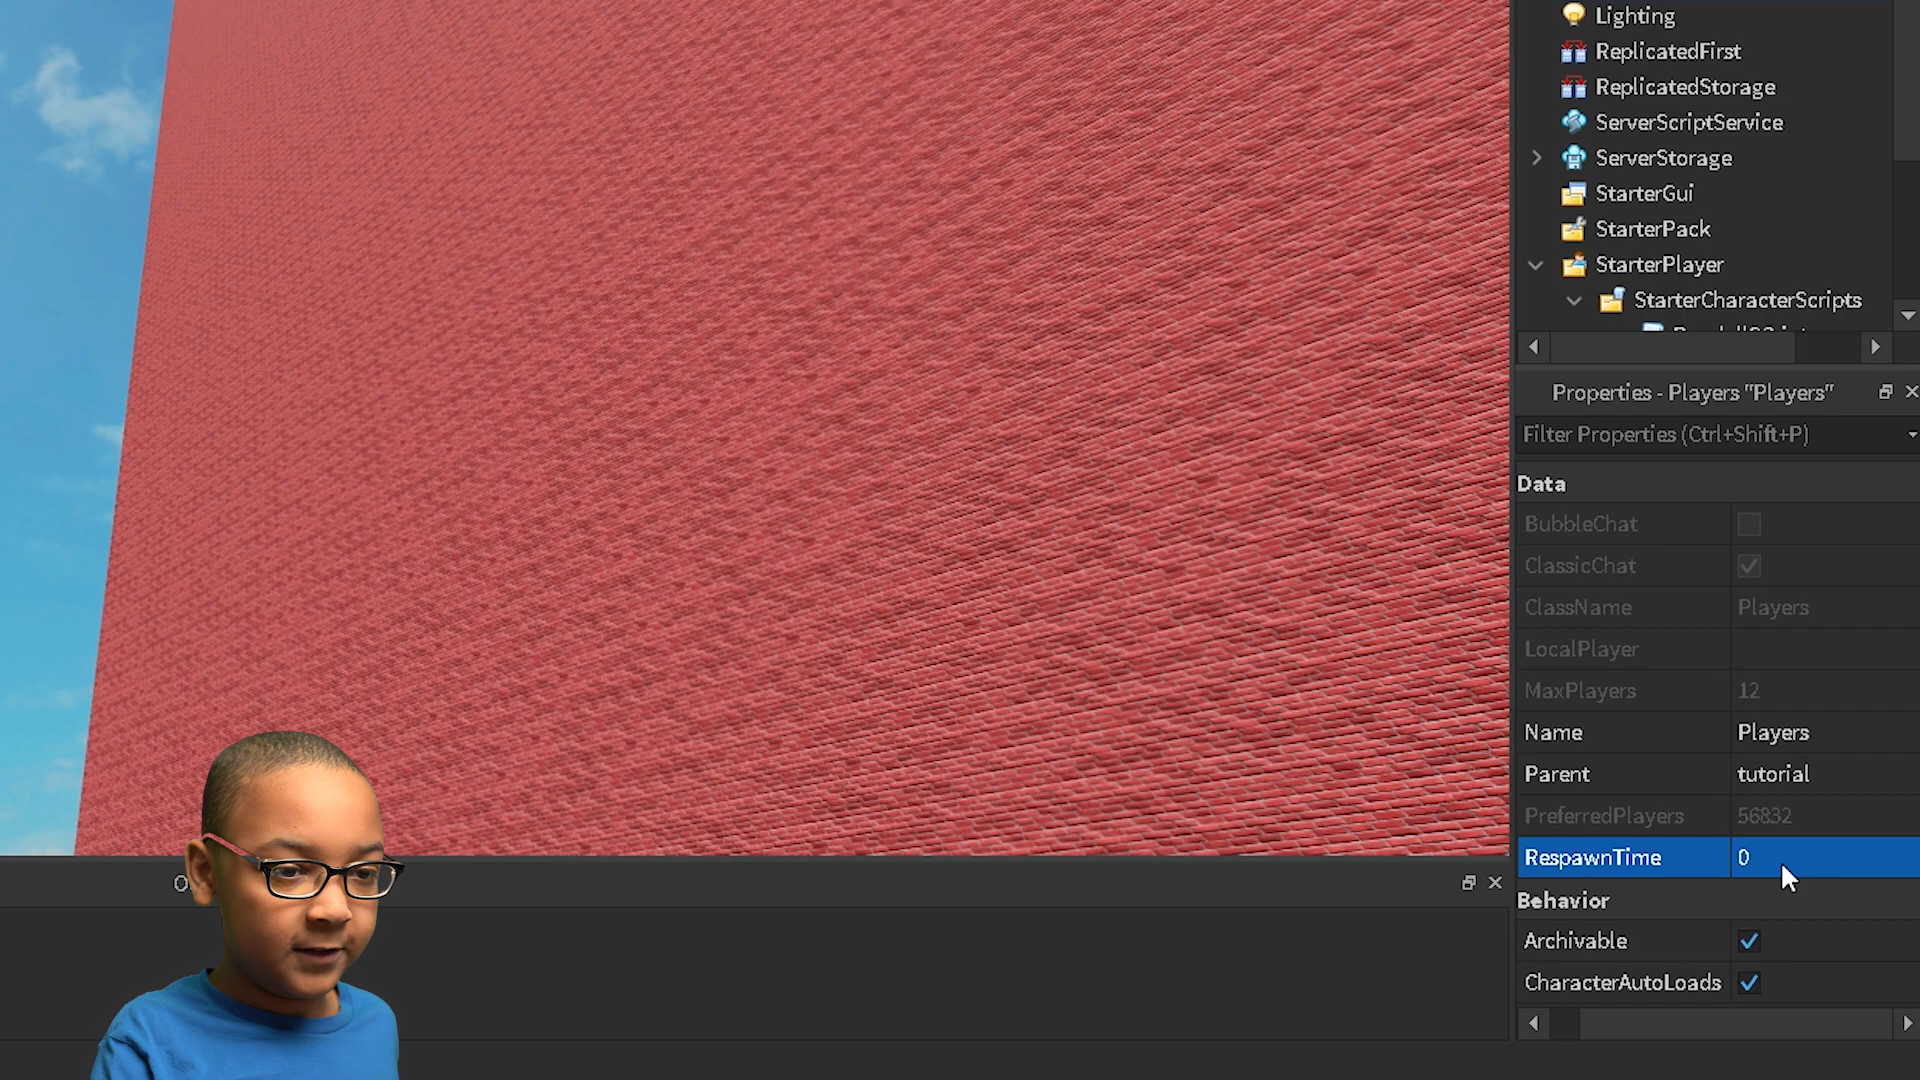 Lighting
ReplicatedFirst
ReplicatedStorage
ServerScriptService
ServerStorage
StarterGui
StarterPack
StarterPlayer
StarterCharacterScripts
Properties - Players "Players"
Filter Properties (Ctrl+Shift+P)
Data
BubbleChat
ClassicChat
ClassName Players
LocalPlayer
MaxPlayers 12
Name Players
Parent tutorial
PreferredPlayers 56832
RespawnTime 0
Behavior
Archivable
CharacterAutoLoads